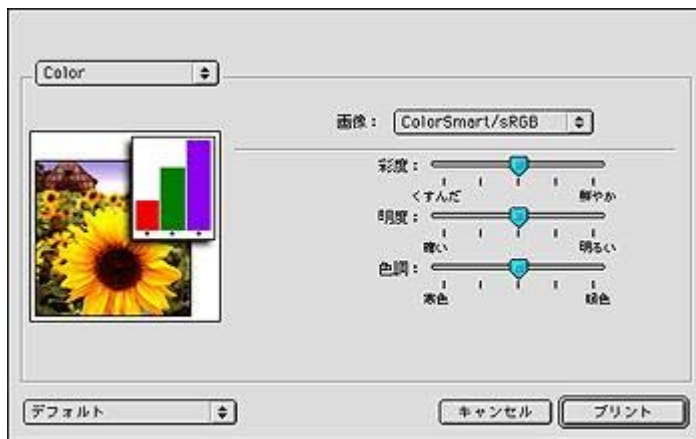 Color
画像： ColorSmart/sRGB
彩度：
くすんだ 鮮やか
明度：
暗い 明るい
色調：
寒色 暖色
デフォルト キャンセル プリント